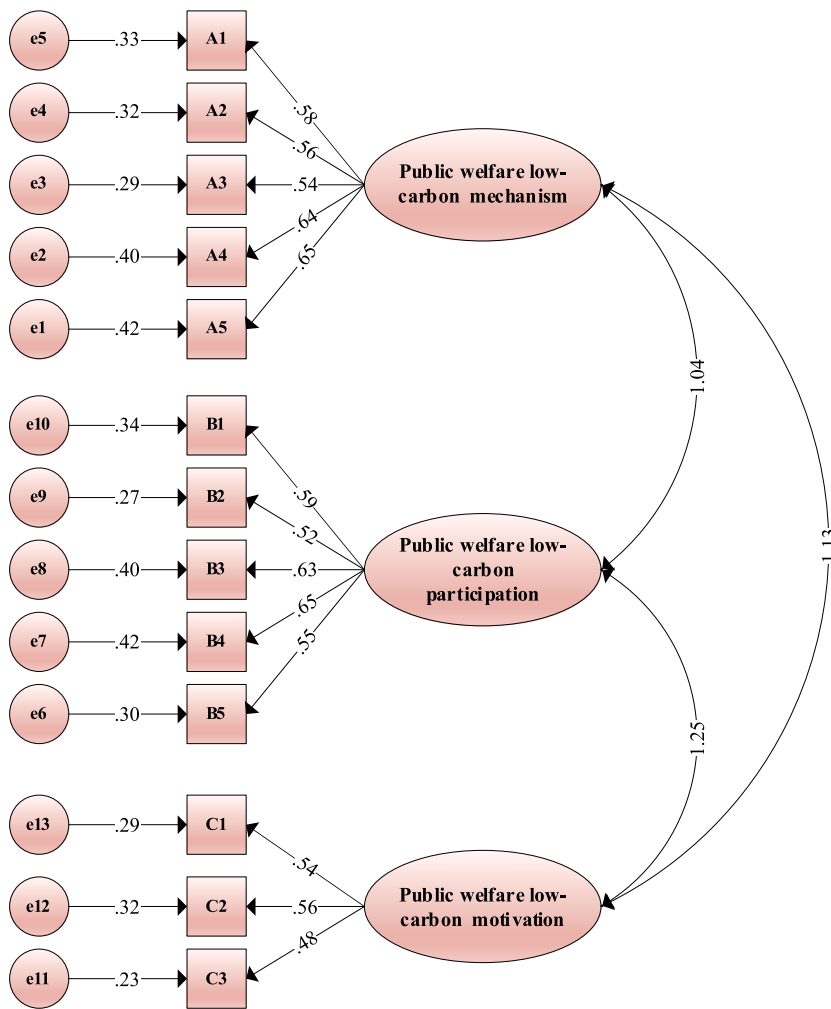 e5 .33 A1
.58
e4 .32 A2
.56
e3 .29 A3 .54
e2 .40 A4 .64
e1 .42 A5 .65
Public welfare low-
carbon mechanism
1.04
e10 .34 B1
.59
e9 .27 B2
.52
e8 .40 B3 .63
e7 .42 B4 .65
e6 .30 B5 .55
Public welfare low-
carbon
participation
1.13
1.25
e13 .29 C1
.54
e12 .32 C2 .56
e11 .23 C3 .48
Public welfare low-
carbon motivation